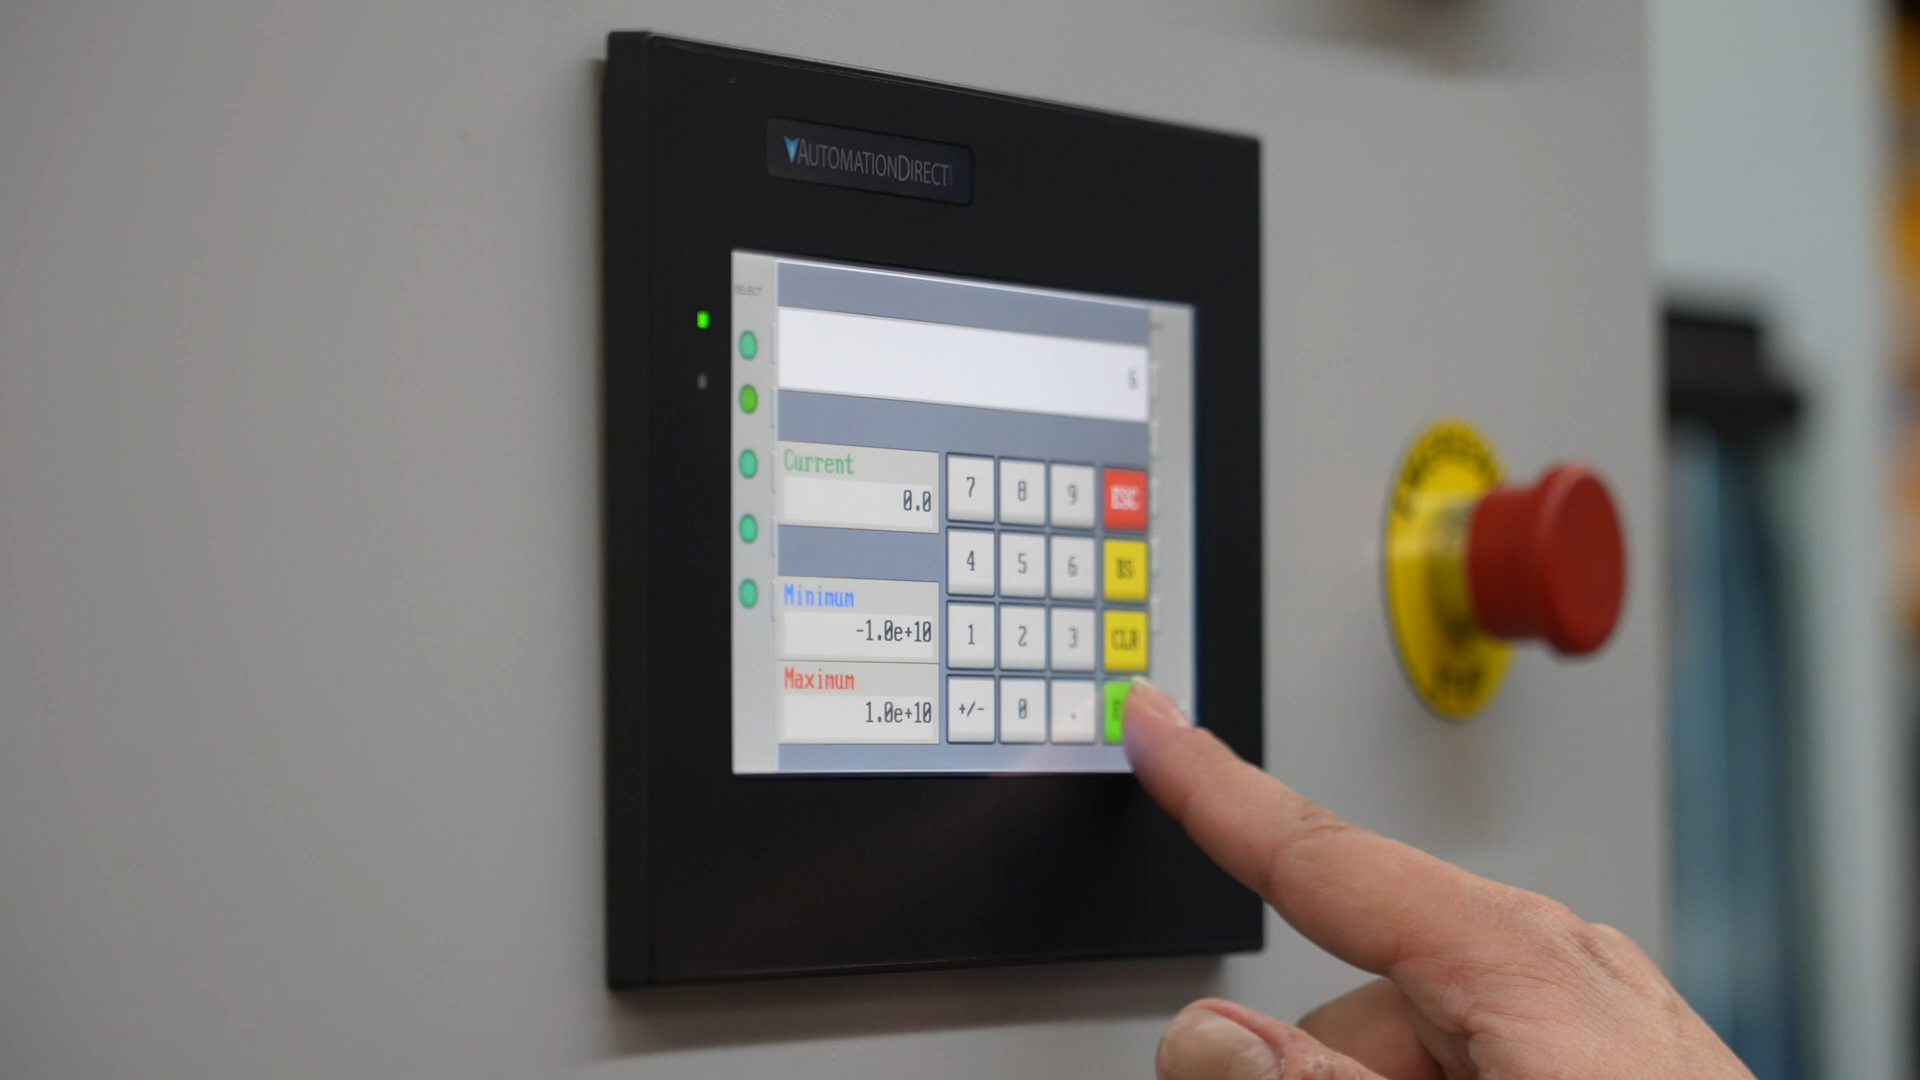 AUTOMATIONDIRECT
SELECT
6
Current
0.0
7 8 9 ESC
4 5 6 BS
Minimum
-1.0e+10
1 2 3 CLR
Maximum
1.0e+10
+/- 0 .